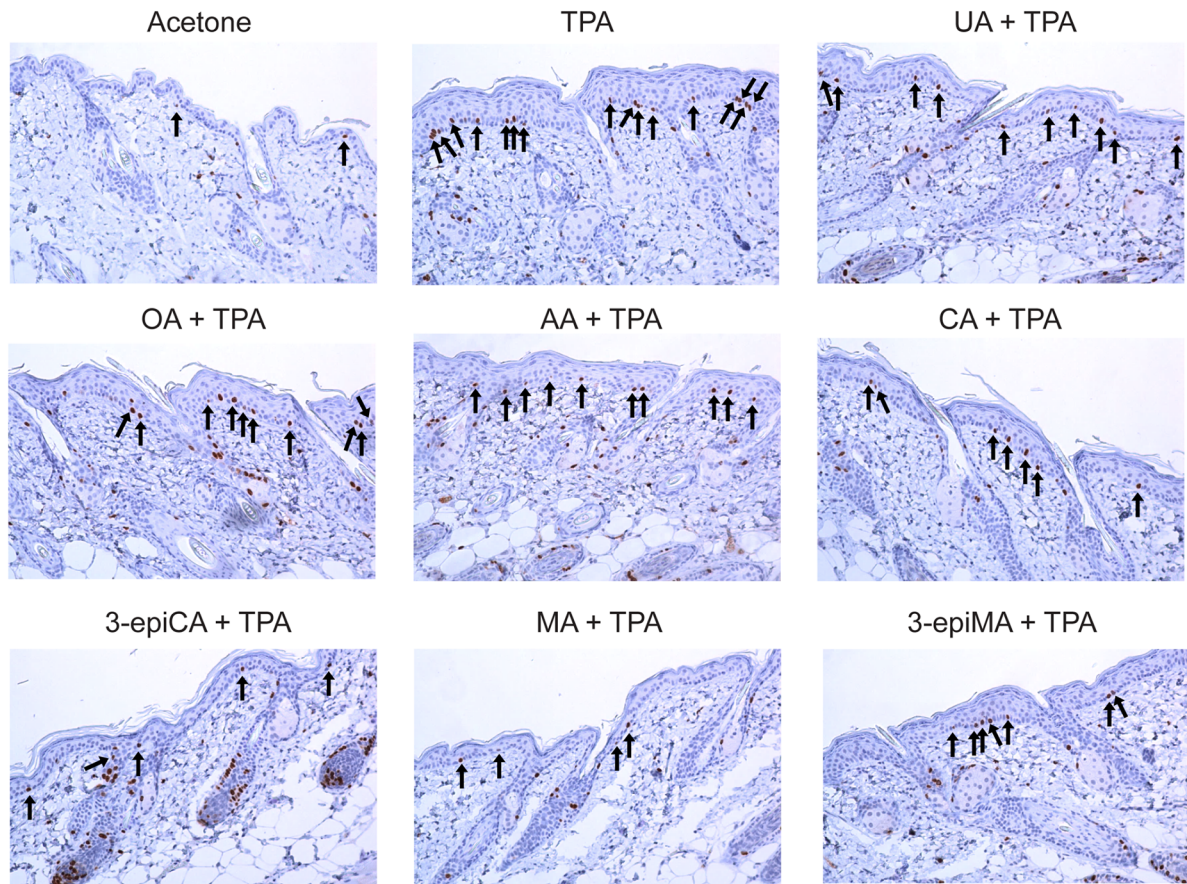 Acetone
TPA
UA + TPA
OA + TPA
AA + TPA
CA + TPA
3-epiCA + TPA
MA + TPA
3-epiMA + TPA